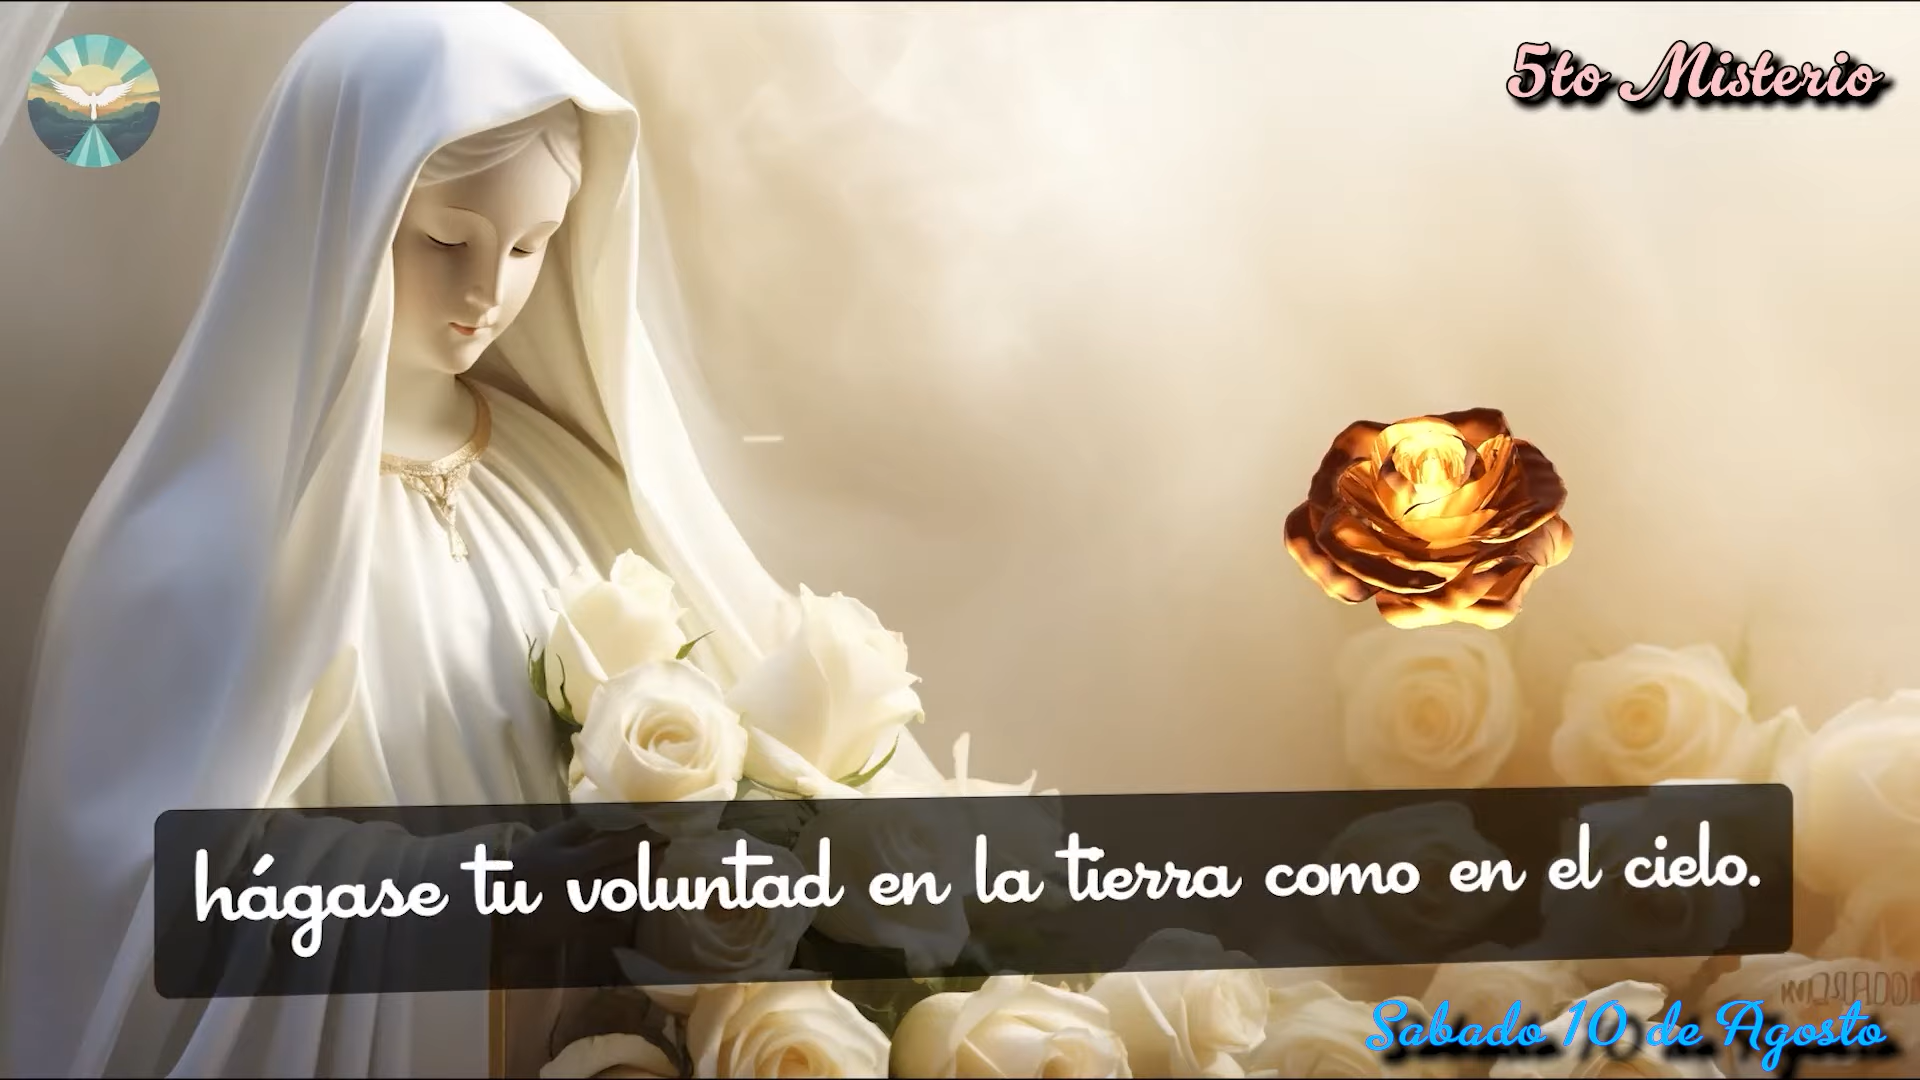 5to Misterio
hágase tu voluntad en la tierra como en el cielo.
Sabado 10 de Agosto